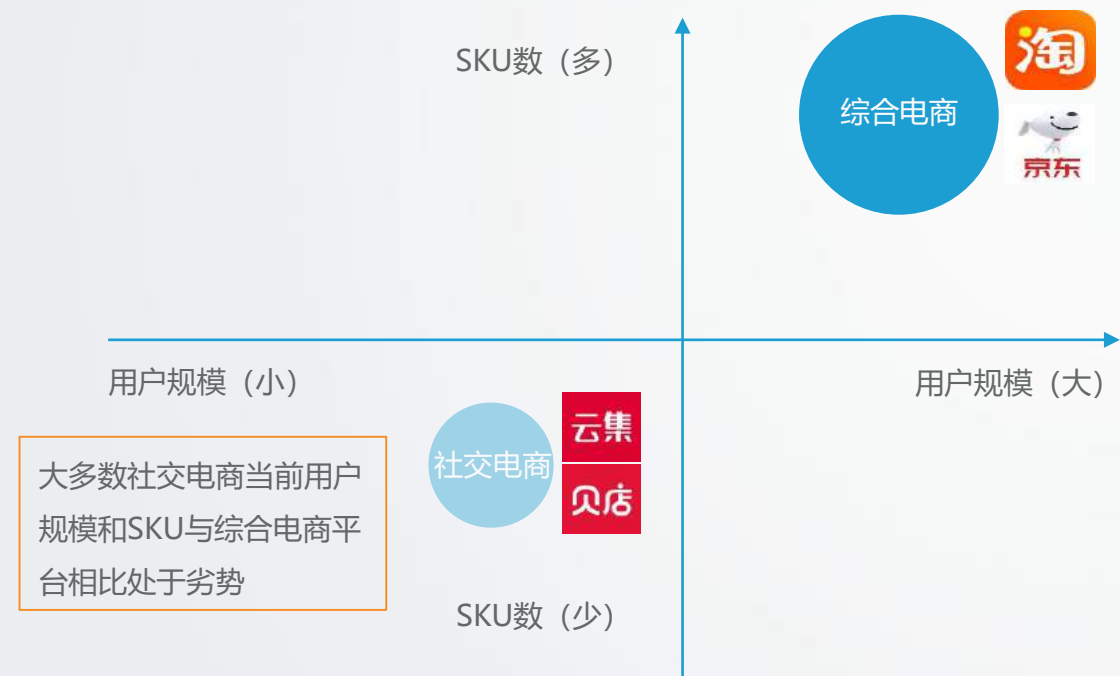 SKU数（多）
淘
综合电商
京东
用户规模（小）
用户规模（大）
云集
社交电商
贝店
大多数社交电商当前用户
规模和SKU与综合电商平
台相比处于劣势
SKU数（少）